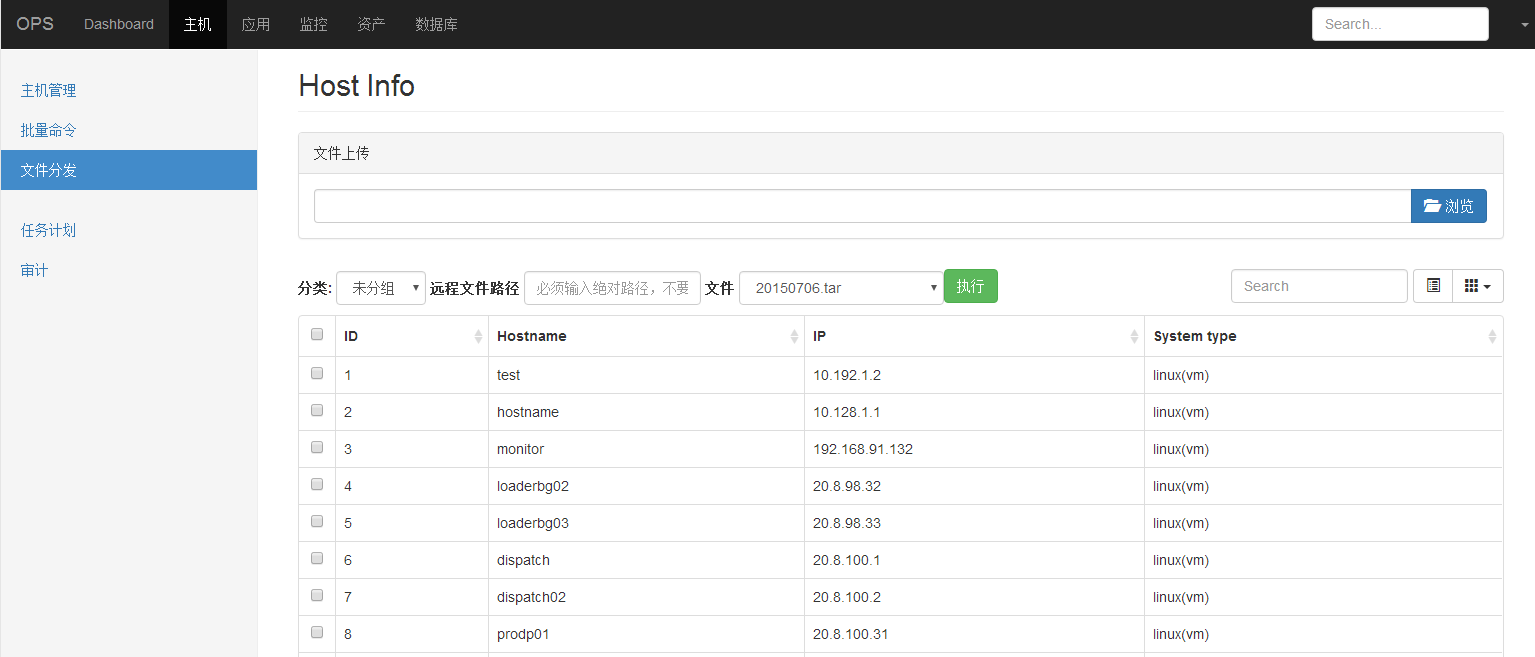 OPS Dashboard 主机 应用 监控 资产 数据库 Search...
主机管理
批量命令
文件分发
任务计划
审计
Host Info
文件上传
浏览
分类: 未分组 远程文件路径 必须输入绝对路径，不要 文件 20150706.tar 执行 Search
ID Hostname IP System type
1 test 10.192.1.2 linux(vm)
2 hostname 10.128.1.1 linux(vm)
3 monitor 192.168.91.132 linux(vm)
4 loaderbg02 20.8.98.32 linux(vm)
5 loaderbg03 20.8.98.33 linux(vm)
6 dispatch 20.8.100.1 linux(vm)
7 dispatch02 20.8.100.2 linux(vm)
8 prodp01 20.8.100.31 linux(vm)